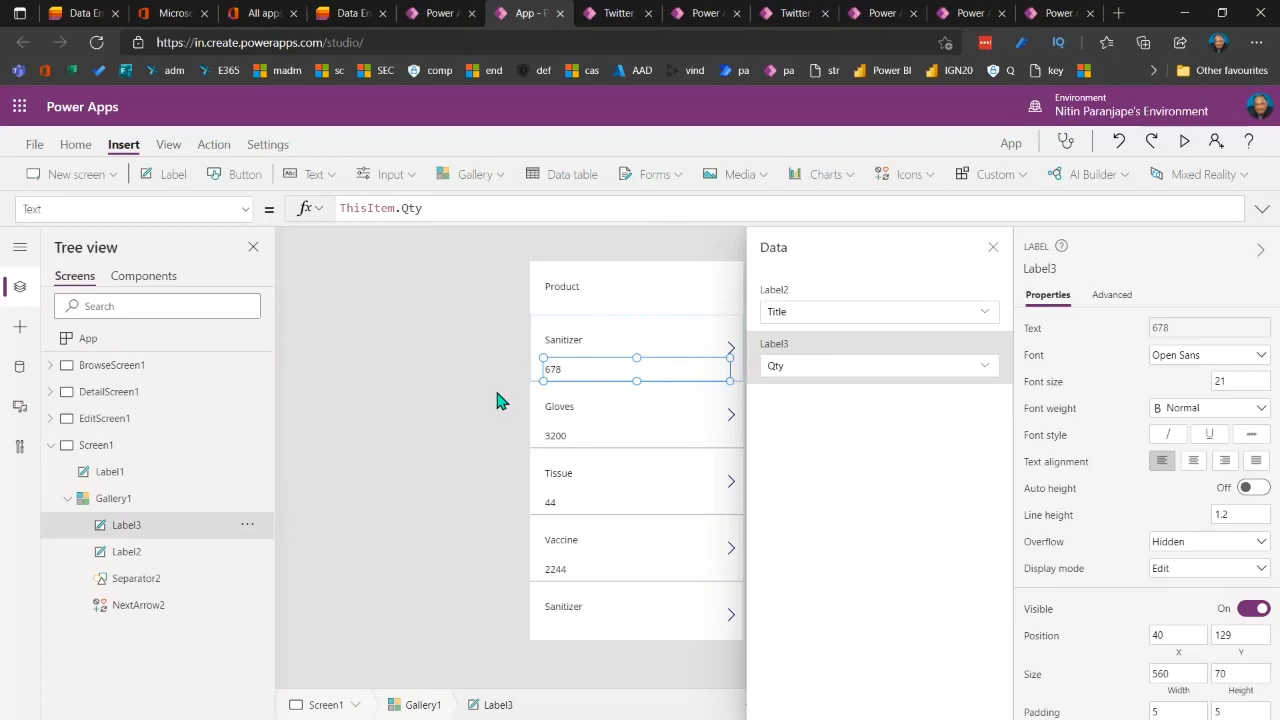 Data En
Microso
All apps
Data En
Power A
App - P
Twitter
Power A
Twitter
Power A
Power A
Power A
https://in.create.powerapps.com/studio/
adm
E365
madm
sc
SEC
comp
end
def
cas
AAD
vind
pa
pa
str
Power BI
IGN20
Q
key
Other favourites
Power Apps
Environment
Nitin Paranjape's Environment
File
Home
Insert
View
Action
Settings
App
New screen
Label
Button
Text
Input
Gallery
Data table
Forms
Media
Charts
Icons
Custom
AI Builder
Mixed Reality
Text
=
fx
ThisItem.Qty
Tree view
Screens
Components
Search
App
BrowseScreen1
DetailScreen1
EditScreen1
Screen1
Label1
Gallery1
Label3
Label2
Separator2
NextArrow2
Product
Sanitizer
678
Gloves
3200
Tissue
44
Vaccine
2244
Sanitizer
Screen1
Gallery1
Label3
Data
Label2
Title
Label3
Qty
LABEL
Label3
Properties
Advanced
Text
678
Font
Open Sans
Font size
21
Font weight
B Normal
Font style
Text alignment
Auto height
Off
Line height
1.2
Overflow
Hidden
Display mode
Edit
Visible
On
Position
40
129
X
Y
Size
560
70
Width
Height
Padding
5
5